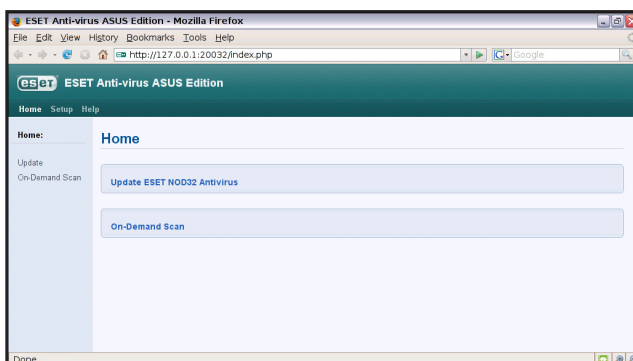 ESET Anti-virus ASUS Edition - Mozilla Firefox
File Edit View History Bookmarks Tools Help
http://127.0.0.1:20032/index.php Google
eset ESET Anti-virus ASUS Edition
Home Setup Help
Home:
Update
On-Demand Scan
Home
Update ESET NOD32 Antivirus
On-Demand Scan
Done